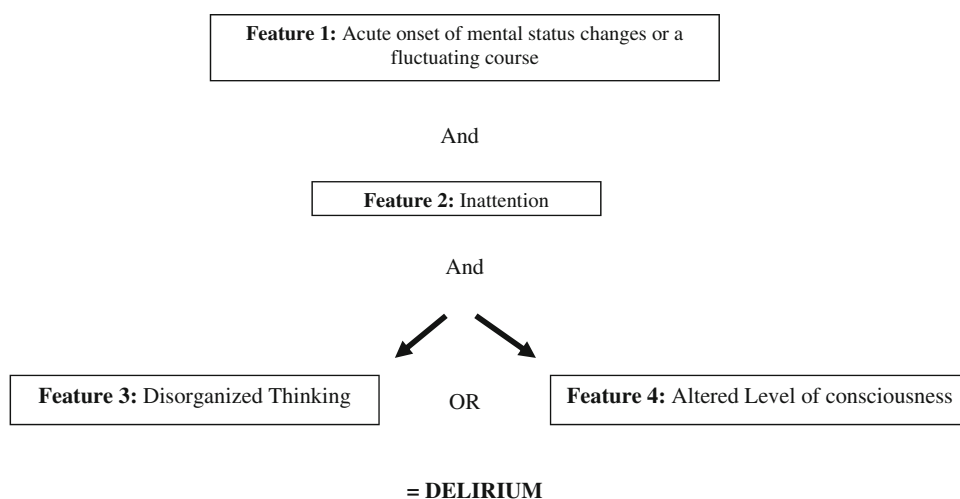 Feature 1: Acute onset of mental status changes or a
fluctuating course
And
Feature 2: Inattention
And
Feature 3: Disorganized Thinking
OR
Feature 4: Altered Level of consciousness
= DELIRIUM